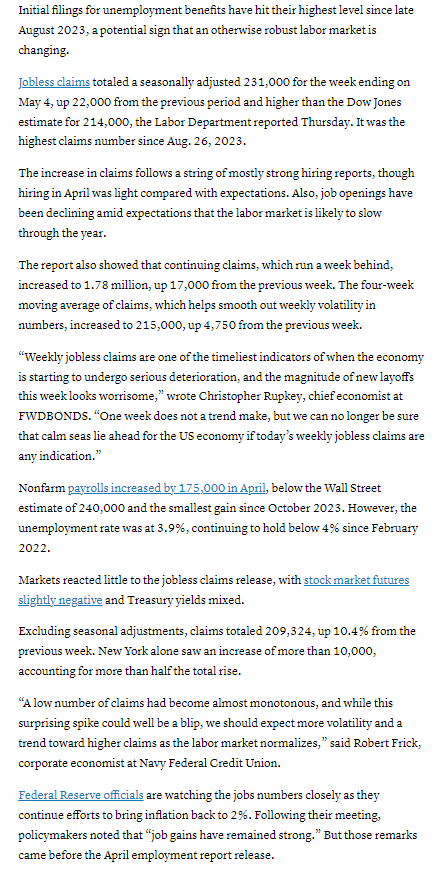 Initial filings for unemployment benefits have hit their highest level since late
August 2023, a potential sign that an otherwise robust labor market is
changing.
Jobless claims totaled a seasonally adjusted 231,000 for the week ending on
May 4, up 22,000 from the previous period and higher than the Dow Jones
estimate for 214,000, the Labor Department reported Thursday. It was the
highest claims number since Aug. 26, 2023.
The increase in claims follows a string of mostly strong hiring reports, though
hiring in April was light compared with expectations. Also, job openings have
been declining amid expectations that the labor market is likely to slow
through the year.
The report also showed that continuing claims, which run a week behind,
increased to 1.78 million, up 17,000 from the previous week. The four-week
moving average of claims, which helps smooth out weekly volatility in
numbers, increased to 215,000, up 4,750 from the previous week.
“Weekly jobless claims are one of the timeliest indicators of when the economy
is starting to undergo serious deterioration, and the magnitude of new layoffs
this week looks worrisome,” wrote Christopher Rupkey, chief economist at
FWDBONDS. “One week does not a trend make, but we can no longer be sure
that calm seas lie ahead for the US economy if today’s weekly jobless claims are
any indication.”
Nonfarm payrolls increased by 175,000 in April, below the Wall Street
estimate of 240,000 and the smallest gain since October 2023. However, the
unemployment rate was at 3.9%, continuing to hold below 4% since February
2022.
Markets reacted little to the jobless claims release, with stock market futures
slightly negative and Treasury yields mixed.
Excluding seasonal adjustments, claims totaled 209,324, up 10.4% from the
previous week. New York alone saw an increase of more than 10,000,
accounting for more than half the total rise.
“A low number of claims had become almost monotonous, and while this
surprising spike could well be a blip, we should expect more volatility and a
trend toward higher claims as the labor market normalizes,” said Robert Frick,
corporate economist at Navy Federal Credit Union.
Federal Reserve officials are watching the jobs numbers closely as they
continue efforts to bring inflation back to 2%. Following their meeting,
policymakers noted that “job gains have remained strong.” But those remarks
came before the April employment report release.